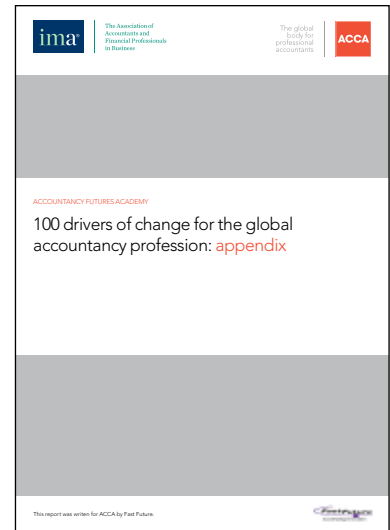 ima®
The Association of
Accountants and
Financial Professionals
in Business
The global
body for
professional
accountants
ACCA
ACCOUNTANCY FUTURES ACADEMY
100 drivers of change for the global
accountancy profession: appendix
This report was writen for ACCA by Fast Future.